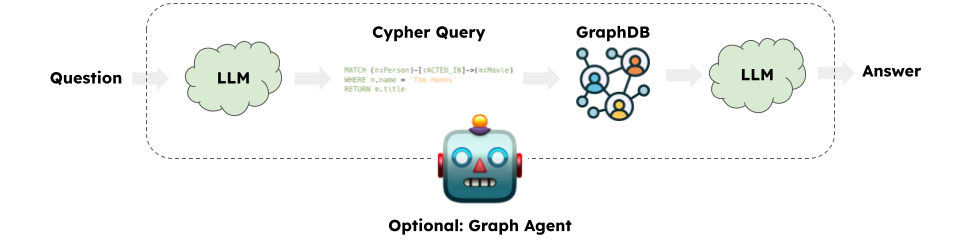 Cypher Query
GraphDB
Question
LLM
MATCH (n:Person)-[:ACTED_IN]->(m:Movie)
WHERE n.name = 'Tom Hanks'
RETURN m.title
LLM
Answer
Optional: Graph Agent